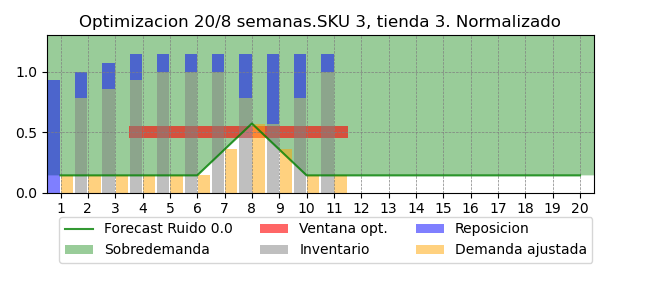 Optimizacion 20/8 semanas.SKU 3, tienda 3. Normalizado
1.0
0.5
0.0
1 2 3 4 5 6 7 8 9 10 11 12 13 14 15 16 17 18 19 20
Forecast Ruido 0.0 Ventana opt. Reposicion
Sobredemanda Inventario Demanda ajustada